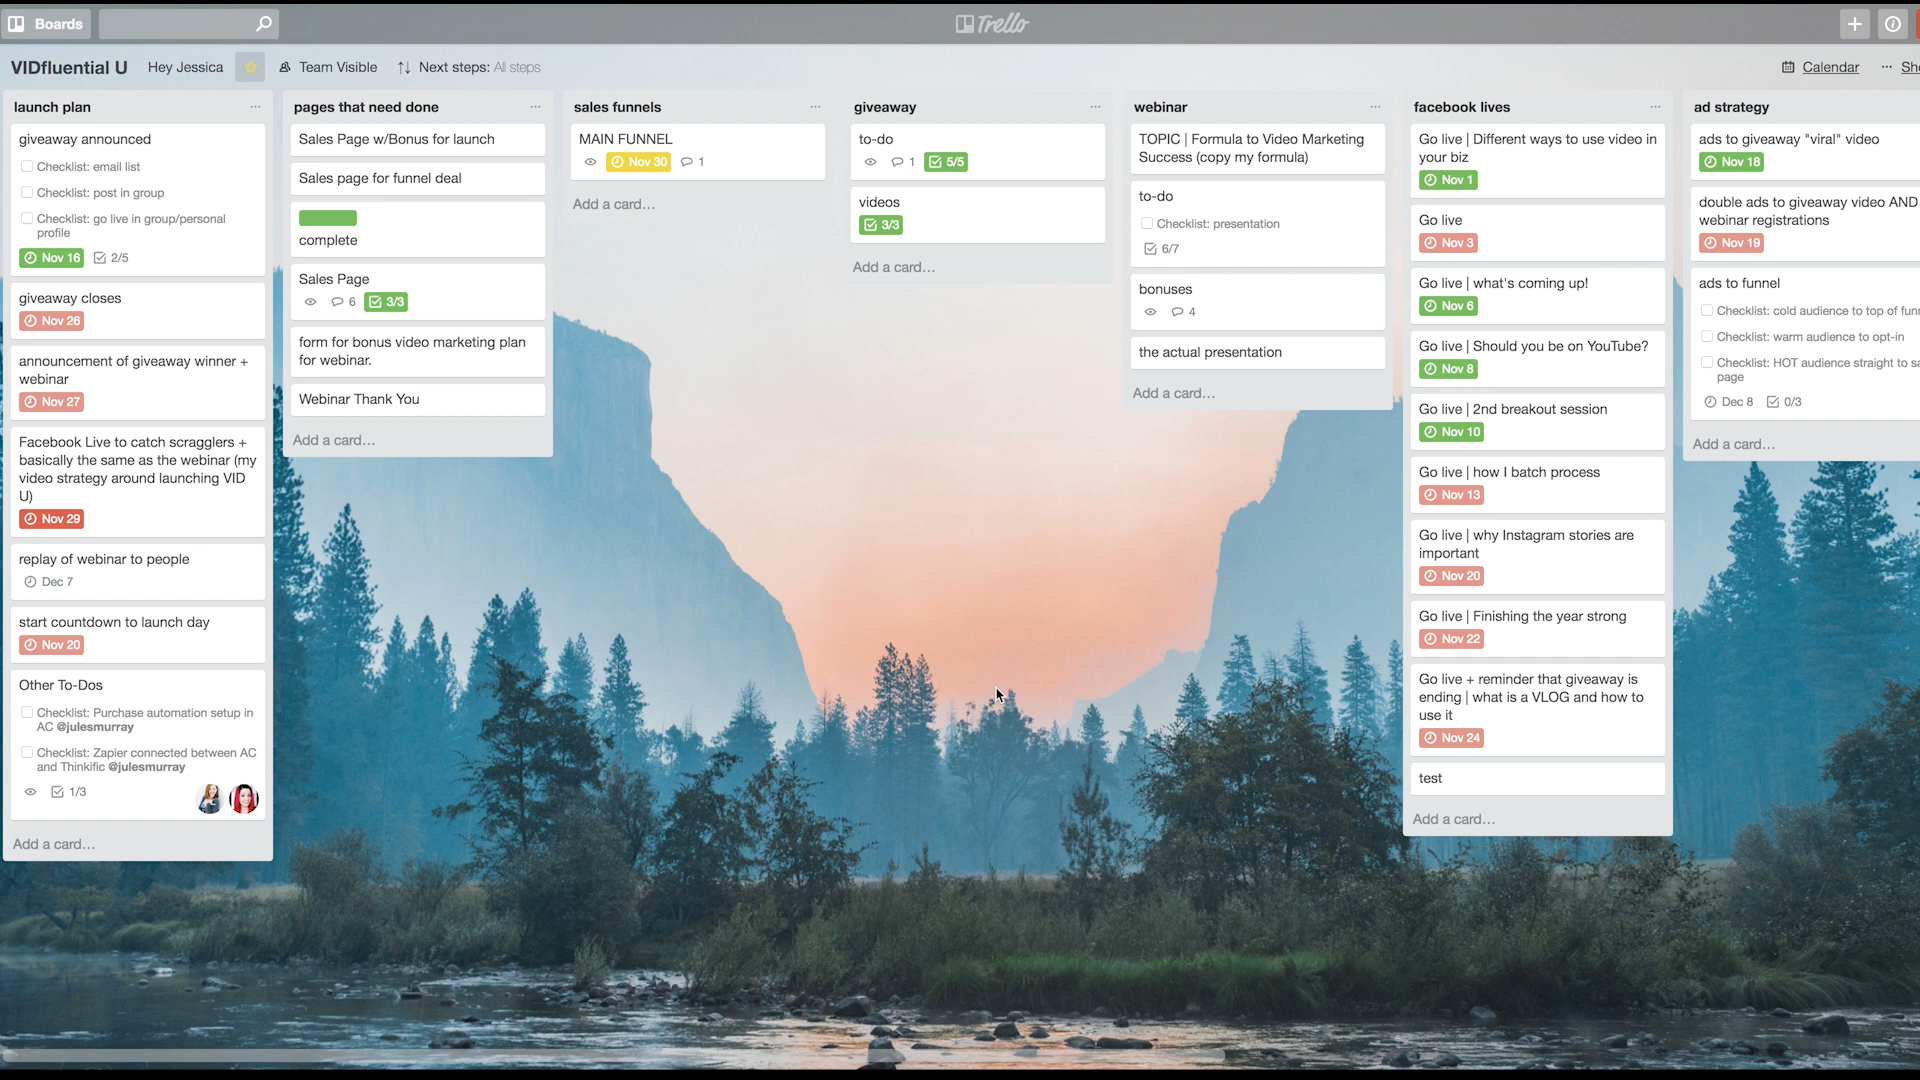 Boards
Trello
VIDfluential U
Hey Jessica
Team Visible
Next steps: All steps
Calendar
launch plan
giveaway announced
Checklist: email list
Checklist: post in group
Checklist: go live in group/personal
profile
Nov 16
2/5
giveaway closes
Nov 26
announcement of giveaway winner +
webinar
Nov 27
Facebook Live to catch scragglers +
basically the same as the webinar (my
video strategy around launching VID
U)
Nov 29
replay of webinar to people
Dec 7
start countdown to launch day
Nov 20
Other To-Dos
Checklist: Purchase automation setup in
AC @julesmurray
Checklist: Zapier connected between AC
and Thinkific @julesmurray
1/3
Add a card...
pages that need done
Sales Page w/Bonus for launch
Sales page for funnel deal
complete
Sales Page
6
3/3
form for bonus video marketing plan
for webinar.
Webinar Thank You
Add a card...
sales funnels
MAIN FUNNEL
Nov 30
1
Add a card...
giveaway
to-do
1
5/5
videos
3/3
Add a card...
webinar
TOPIC | Formula to Video Marketing
Success (copy my formula)
to-do
Checklist: presentation
6/7
bonuses
4
the actual presentation
Add a card...
facebook lives
Go live | Different ways to use video in
your biz
Nov 1
Go live
Nov 3
Go live | what's coming up!
Nov 6
Go live | Should you be on YouTube?
Nov 8
Go live | 2nd breakout session
Nov 10
Go live | how I batch process
Nov 13
Go live | why Instagram stories are
important
Nov 20
Go live | Finishing the year strong
Nov 22
Go live + reminder that giveaway is
ending | what is a VLOG and how to
use it
Nov 24
test
Add a card...
ad strategy
ads to giveaway "viral" video
Nov 18
double ads to giveaway video AND
webinar registrations
Nov 19
ads to funnel
Checklist: cold audience to top of
Checklist: warm audience to opt-in
Checklist: HOT audience straight to
page
Dec 8
0/3
Add a card...